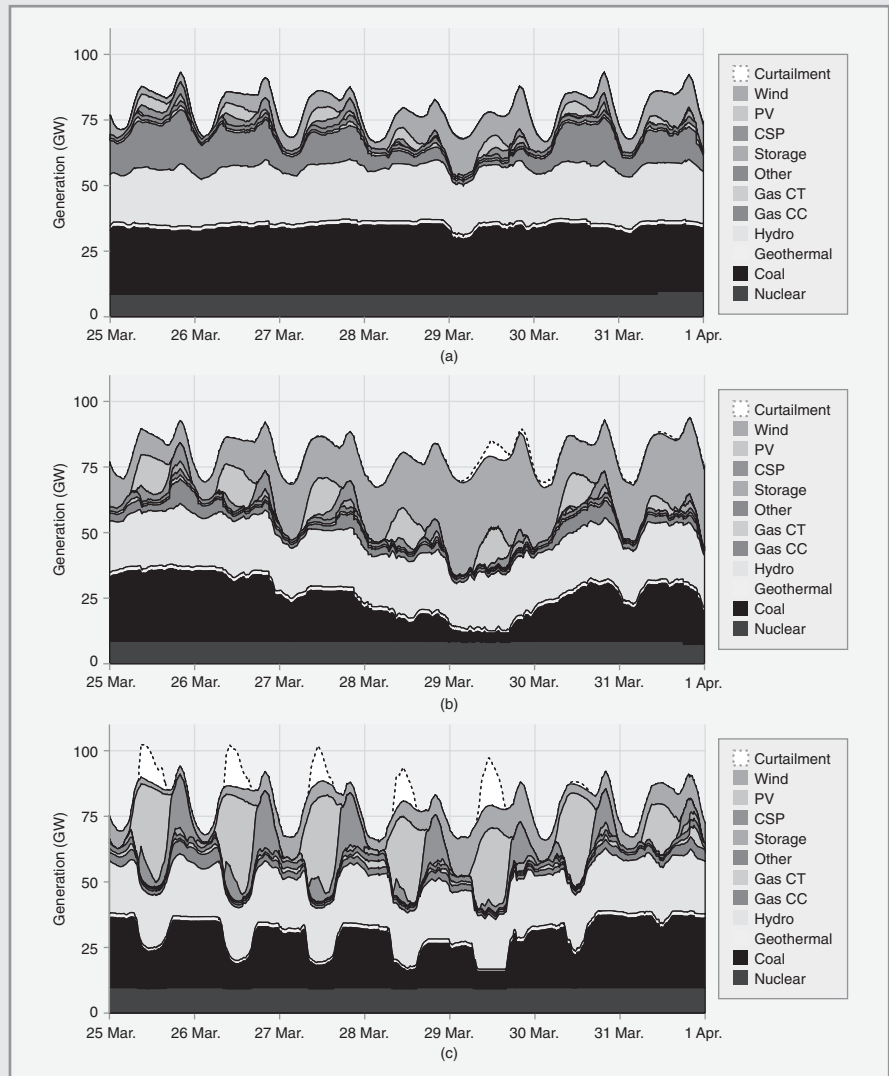 100
75
50
25
0
Generation (GW)
25 Mar. 26 Mar. 27 Mar. 28 Mar. 29 Mar. 30 Mar. 31 Mar. 1 Apr.
(a)
Curtailment
Wind
PV
CSP
Storage
Other
Gas CT
Gas CC
Hydro
Geothermal
Coal
Nuclear
100
75
50
25
0
Generation (GW)
25 Mar. 26 Mar. 27 Mar. 28 Mar. 29 Mar. 30 Mar. 31 Mar. 1 Apr.
(b)
Curtailment
Wind
PV
CSP
Storage
Other
Gas CT
Gas CC
Hydro
Geothermal
Coal
Nuclear
100
75
50
25
0
Generation (GW)
25 Mar. 26 Mar. 27 Mar. 28 Mar. 29 Mar. 30 Mar. 31 Mar. 1 Apr.
(c)
Curtailment
Wind
PV
CSP
Storage
Other
Gas CT
Gas CC
Hydro
Geothermal
Coal
Nuclear